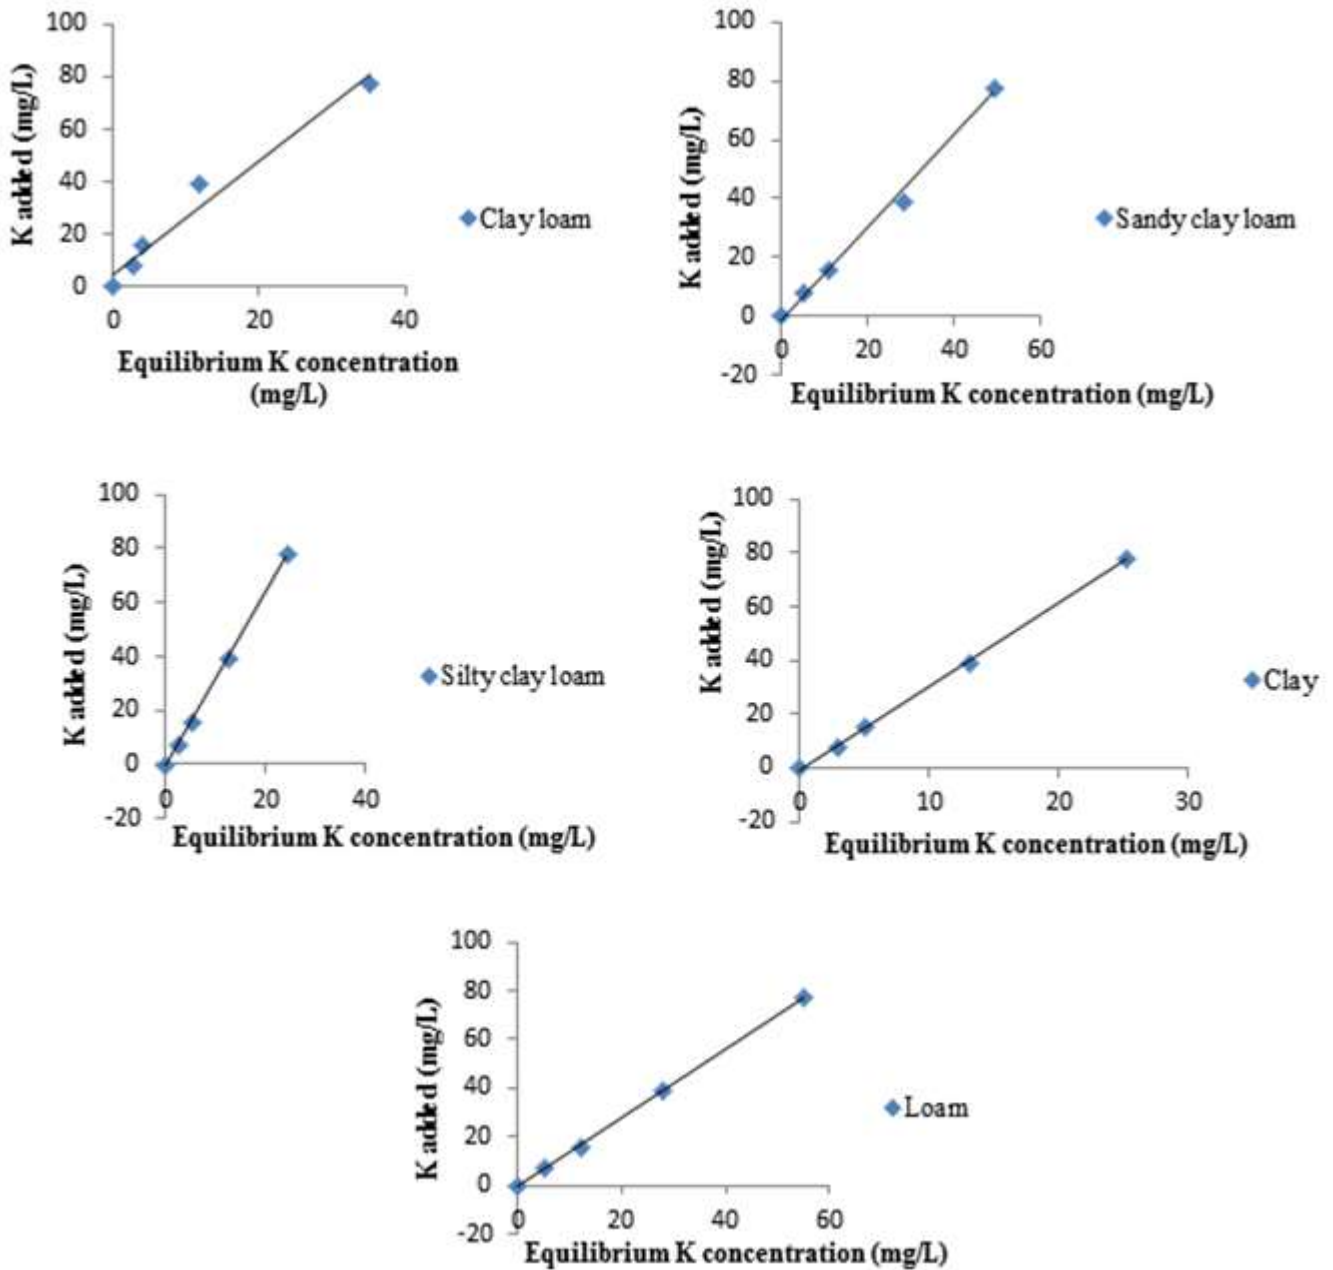 100
80
60
40
20
0
0 20 40
K added (mg/L)
Equilibrium K concentration
(mg/L)
Clay loam
100
80
60
40
20
0
-20
0 20 40 60
K added (mg/L)
Equilibrium K concentration (mg/L)
Sandy clay loam
100
80
60
40
20
0
-20
0 20 40
K added (mg/L)
Equilibrium K concentration (mg/L)
Silty clay loam
100
80
60
40
20
0
-20
0 10 20 30
K added (mg/L)
Equilibrium K concentration (mg/L)
Clay
100
80
60
40
20
0
-20
0 20 40 60
K added (mg/L)
Equilibrium K concentration (mg/L)
Loam